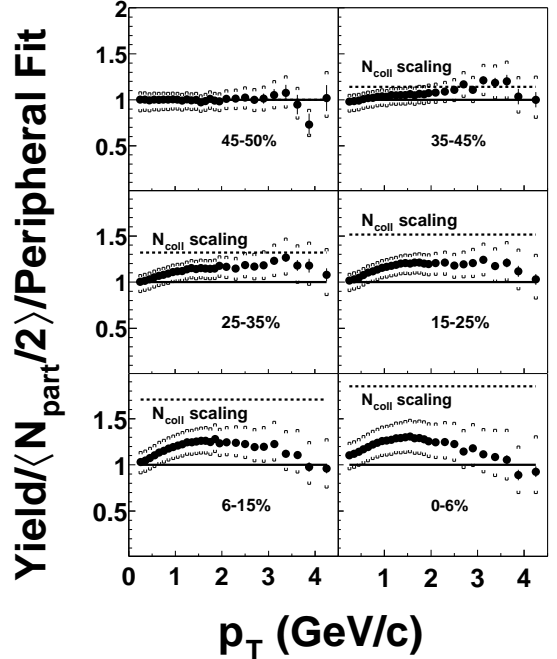 Yield/⟨N_part/2⟩/Peripheral Fit
2
1.5
1
0.5
45-50%
N_coll scaling
35-45%
1.5
1
0.5
N_coll scaling
25-35%
N_coll scaling
15-25%
1.5
1
0.5
N_coll scaling
6-15%
N_coll scaling
0-6%
0 1 2 3 4 1 2 3 4
p_T (GeV/c)